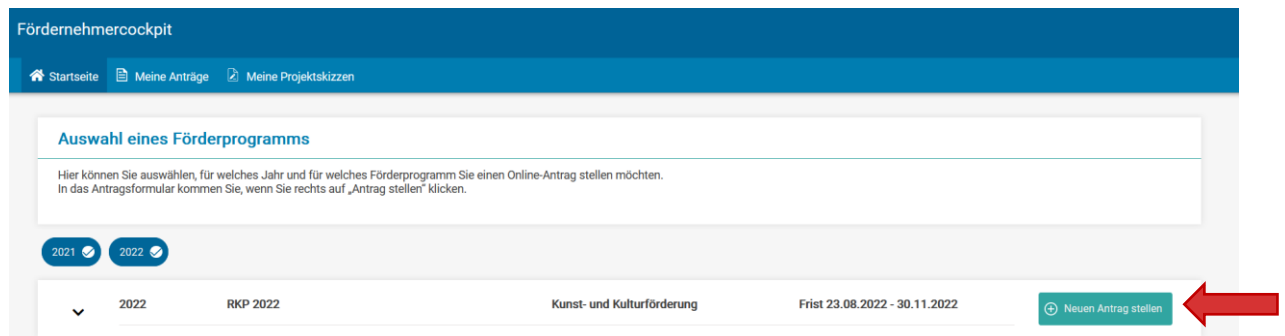 Fördernehmercockpit
Startseite Meine Anträge Meine Projektskizzen
Auswahl eines Förderprogramms
Hier können Sie auswählen, für welches Jahr und für welches Förderprogramm Sie einen Online-Antrag stellen möchten.
In das Antragsformular kommen Sie, wenn Sie rechts auf „Antrag stellen" klicken.
2021 2022
2022 RKP 2022 Kunst- und Kulturförderung Frist 23.08.2022 - 30.11.2022 Neuen Antrag stellen